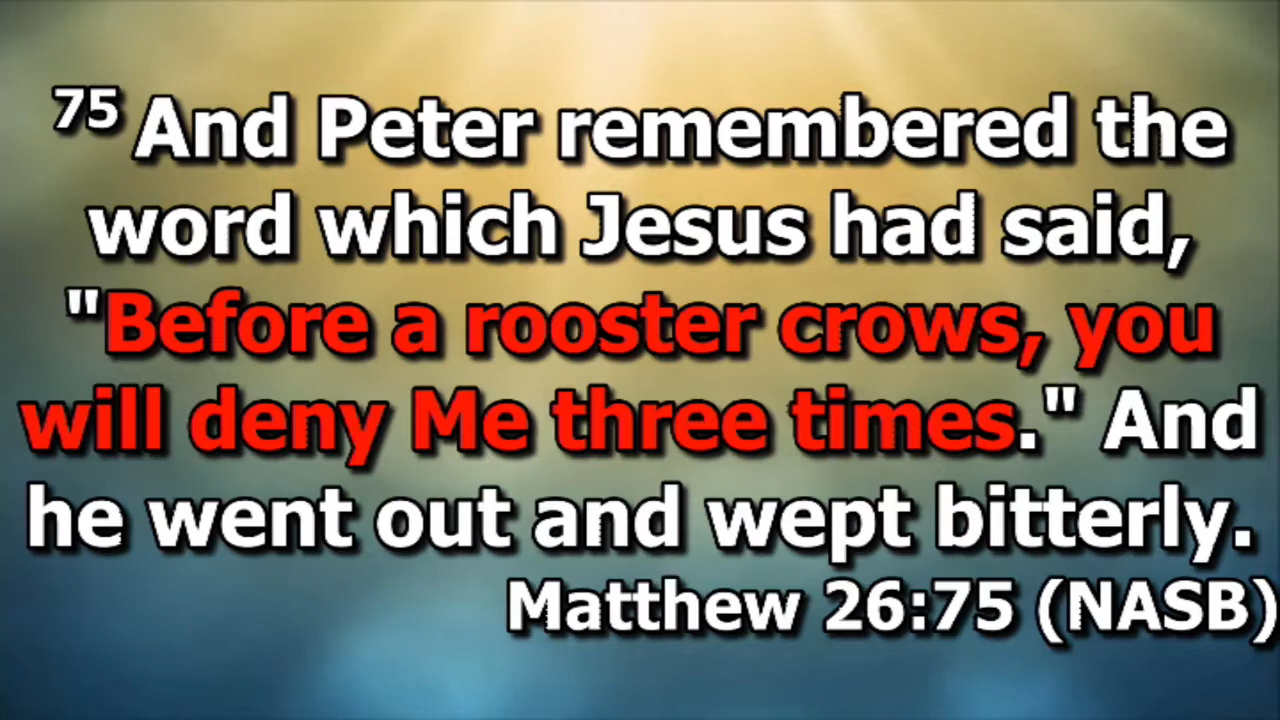 75 And Peter remembered the
word which Jesus had said,
"Before a rooster crows, you
will deny Me three times." And
he went out and wept bitterly.
Matthew 26:75 (NASB)